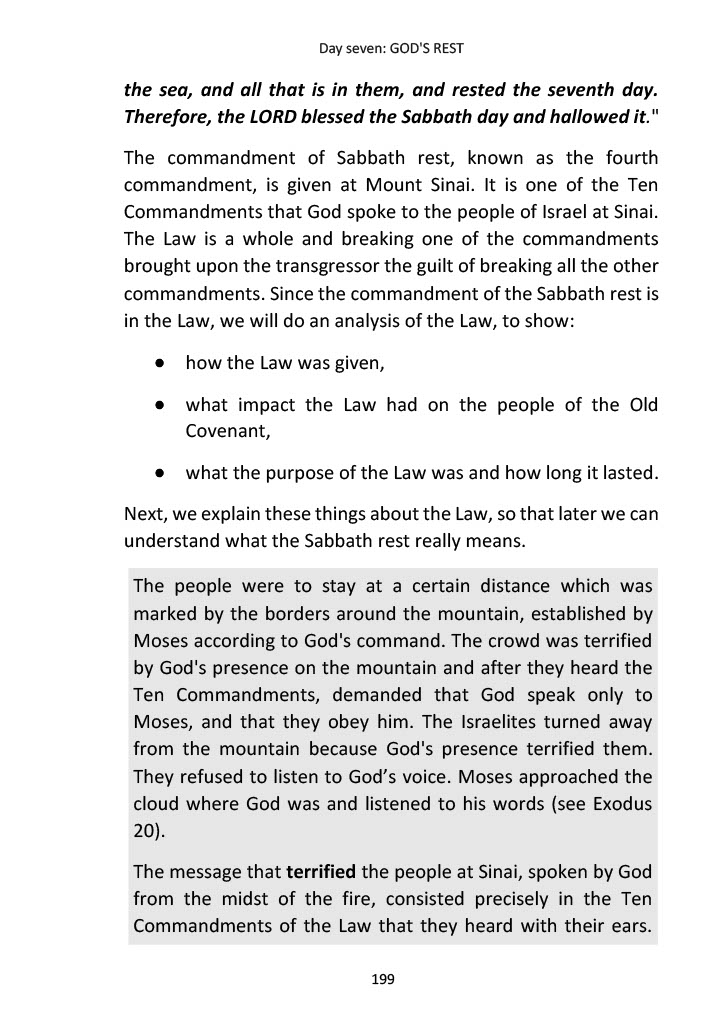 Day seven: GOD'S REST
the sea, and all that is in them, and rested the seventh day.
Therefore, the LORD blessed the Sabbath day and hallowed it."
The commandment of Sabbath rest, known as the fourth
commandment, is given at Mount Sinai. It is one of the Ten
Commandments that God spoke to the people of Israel at Sinai.
The Law is a whole and breaking one of the commandments
brought upon the transgressor the guilt of breaking all the other
commandments. Since the commandment of the Sabbath rest is
in the Law, we will do an analysis of the Law, to show:
● how the Law was given,
● what impact the Law had on the people of the Old
Covenant,
● what the purpose of the Law was and how long it lasted.
Next, we explain these things about the Law, so that later we can
understand what the Sabbath rest really means.
The people were to stay at a certain distance which was
marked by the borders around the mountain, established by
Moses according to God's command. The crowd was terrified
by God's presence on the mountain and after they heard the
Ten Commandments, demanded that God speak only to
Moses, and that they obey him. The Israelites turned away
from the mountain because God's presence terrified them.
They refused to listen to God’s voice. Moses approached the
cloud where God was and listened to his words (see Exodus
20).
The message that terrified the people at Sinai, spoken by God
from the midst of the fire, consisted precisely in the Ten
Commandments of the Law that they heard with their ears.
199